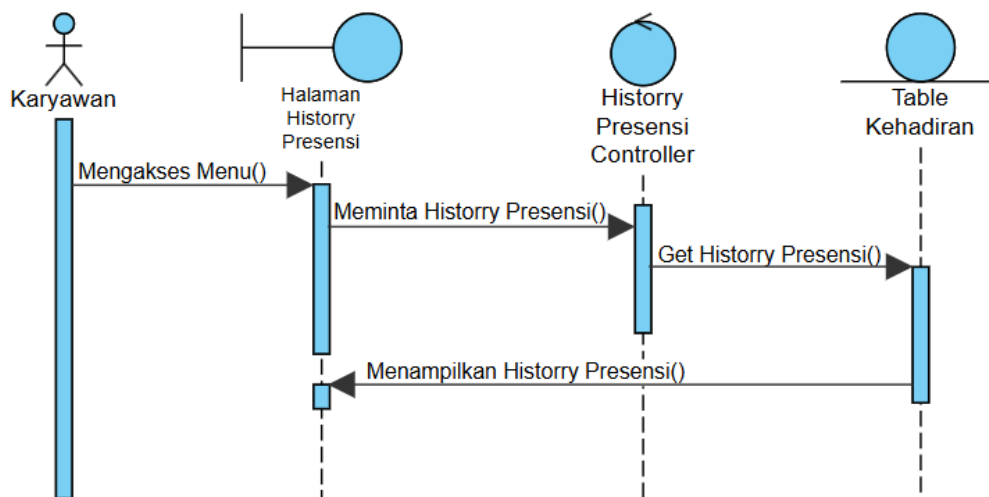 Karyawan
Halaman
Historry
Presensi
Historry
Presensi
Controller
Table
Kehadiran
Mengakses Menu()
Meminta Historry Presensi()
Get Historry Presensi()
Menampilkan Historry Presensi()